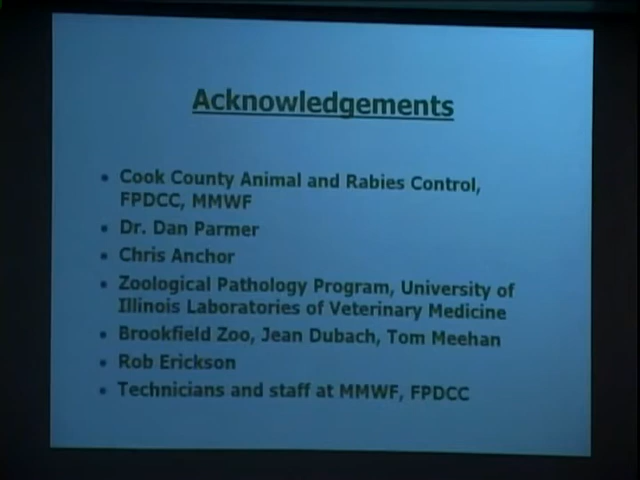 Acknowledgements
• Cook County Animal and Rabies Control,
FPDCC, MMWF
• Dr. Dan Parmer
• Chris Anchor
• Zoological Pathology Program, University of
Illinois Laboratories of Veterinary Medicine
• Brookfield Zoo, Jean Dubach, Tom Meehan
• Rob Erickson
• Technicians and staff at MMWF, FPDCC